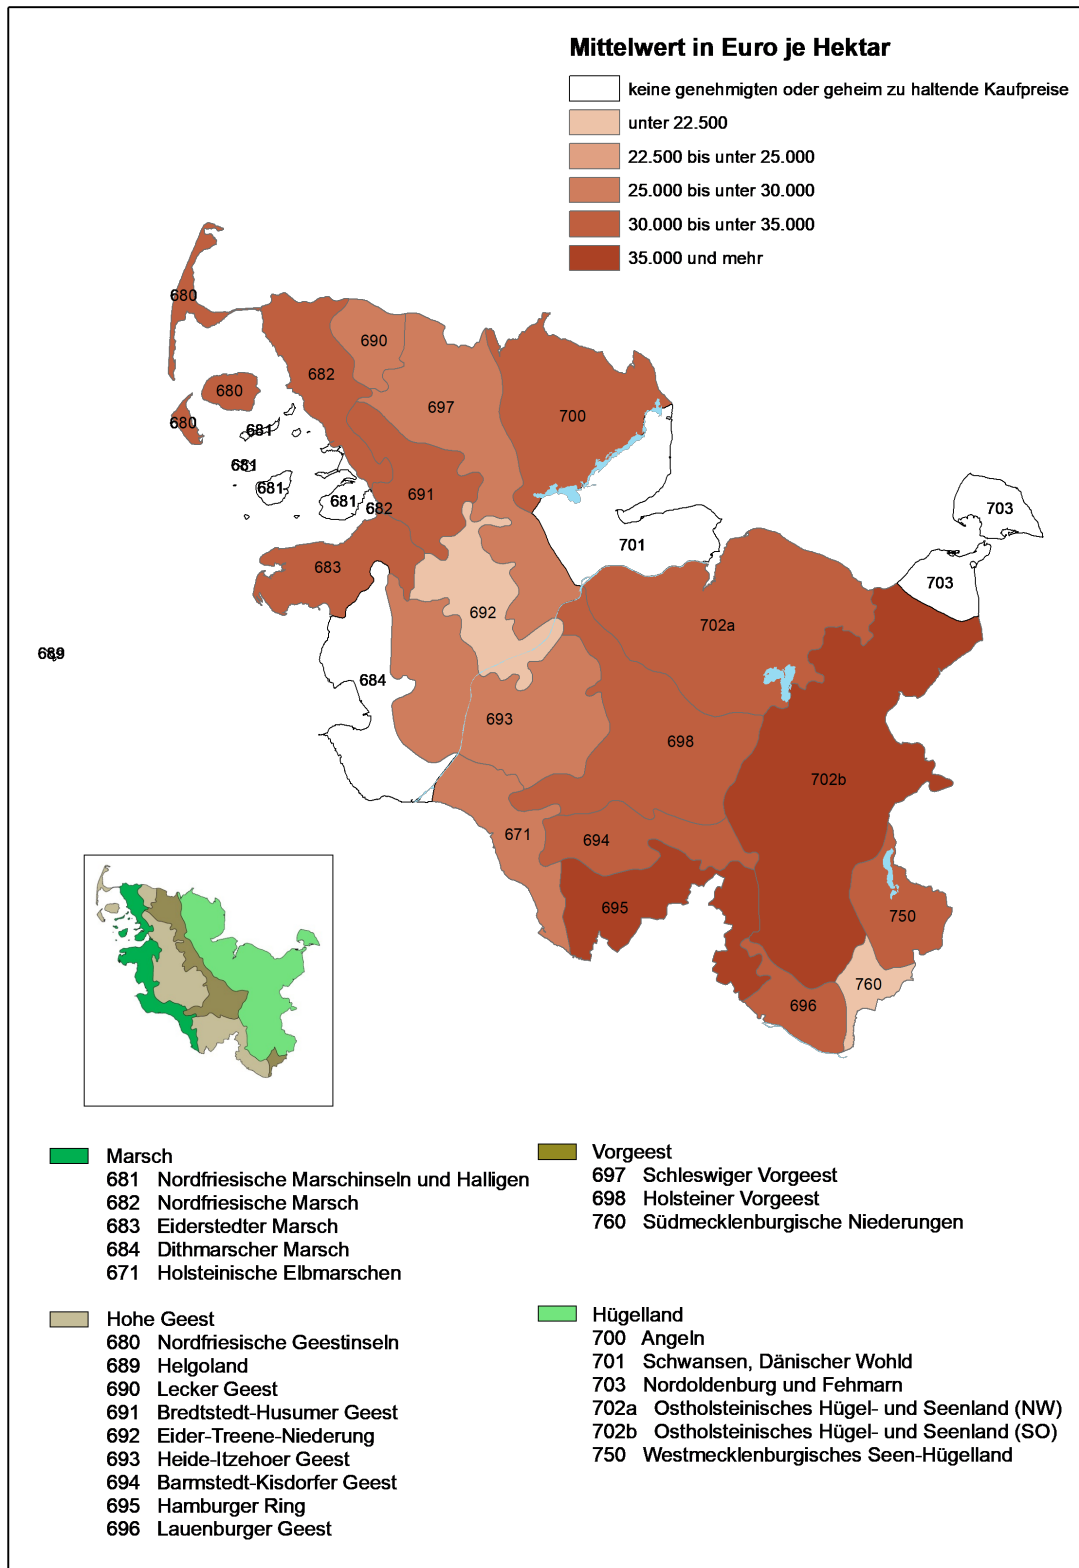 Mittelwert in Euro je Hektar
keine genehmigten oder geheim zu haltende Kaufpreise
unter 22.500
22.500 bis unter 25.000
25.000 bis unter 30.000
30.000 bis unter 35.000
35.000 und mehr
680
690
682
680
697
680
700
681
681
681
691
681
682
703
701
683
703
692
702a
689
684
693
698
702b
671
694
695
750
760
696
Marsch
681 Nordfriesische Marschinseln und Halligen
682 Nordfriesische Marsch
683 Eiderstedter Marsch
684 Dithmarscher Marsch
671 Holsteinische Elbmarschen
Hohe Geest
680 Nordfriesische Geestinseln
689 Helgoland
690 Lecker Geest
691 Bredtstedt-Husumer Geest
692 Eider-Treene-Niederung
693 Heide-Itzehoer Geest
694 Barmstedt-Kisdorfer Geest
695 Hamburger Ring
696 Lauenburger Geest
Vorgeest
697 Schleswiger Vorgeest
698 Holsteiner Vorgeest
760 Südmecklenburgische Niederungen
Hügelland
700 Angeln
701 Schwansen, Dänischer Wohld
703 Nordoldenburg und Fehmarn
702a Ostholsteinisches Hügel- und Seenland (NW)
702b Ostholsteinisches Hügel- und Seenland (SO)
750 Westmecklenburgisches Seen-Hügelland